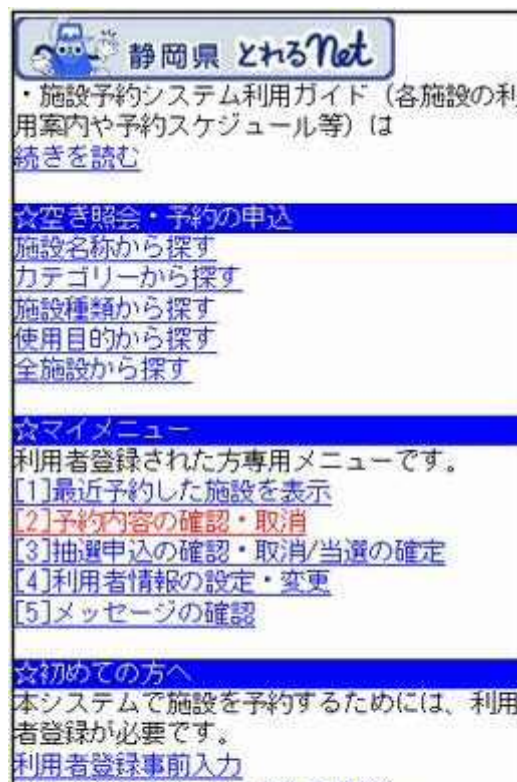 静岡県 とれるnet
・施設予約システム利用ガイド（各施設の利
用案内や予約スケジュール等）は
続きを読む
☆空き照会・予約の申込
施設名称から探す
カテゴリーから探す
施設種類から探す
使用目的から探す
全施設から探す
☆マイメニュー
利用者登録された方専用メニューです。
[1]最近予約した施設を表示
[2]予約内容の確認・取消
[3]抽選申込の確認・取消/当選の確定
[4]利用者情報の設定・変更
[5]メッセージの確認
☆初めての方へ
本システムで施設を予約するためには、利用
者登録が必要です。
利用者登録事前入力